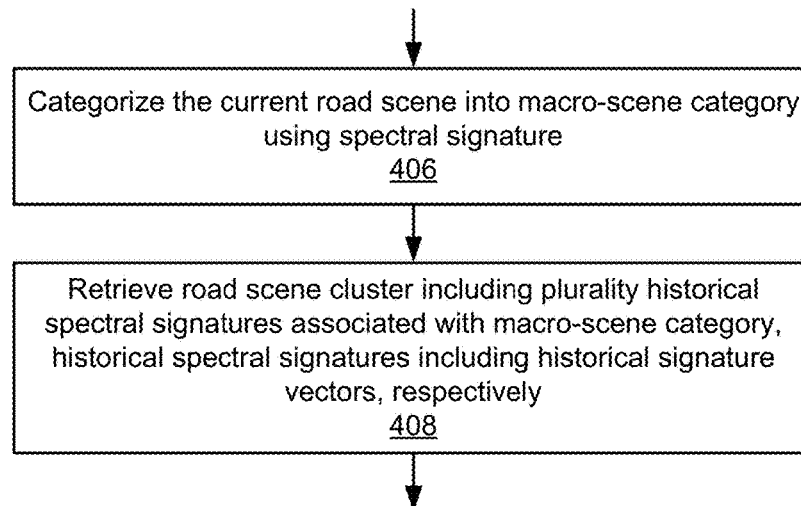 Categorize the current road scene into macro-scene category
using spectral signature
406
Retrieve road scene cluster including plurality historical
spectral signatures associated with macro-scene category,
historical spectral signatures including historical signature
vectors, respectively
408